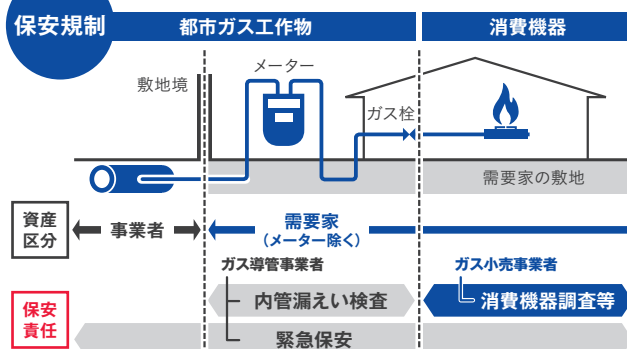 保安規制
都市ガス工作物
消費機器
敷地境
メーター
ガス栓
需要家の敷地
資産
区分
事業者
需要家
(メーター除く)
ガス導管事業者
ガス小売事業者
保安
責任
内管漏えい検査
消費機器調査等
緊急保安